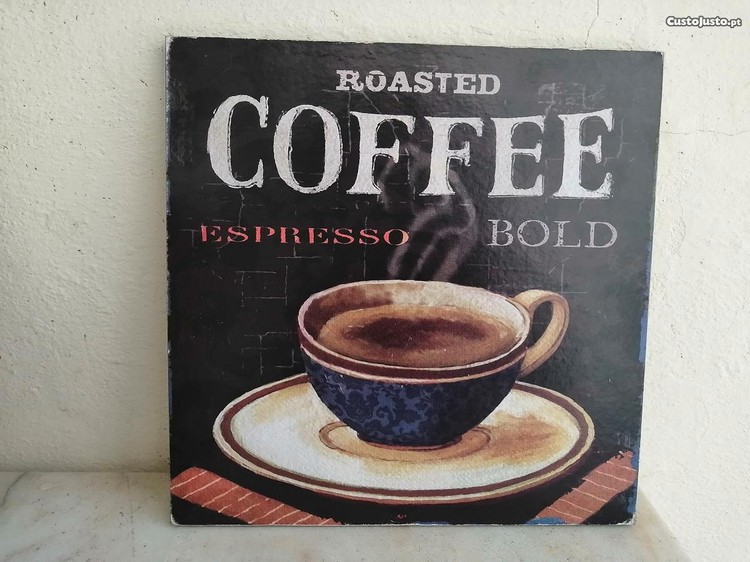 CustoJusto.pt
ROASTED
COFFEE
ESPRESSO BOLD